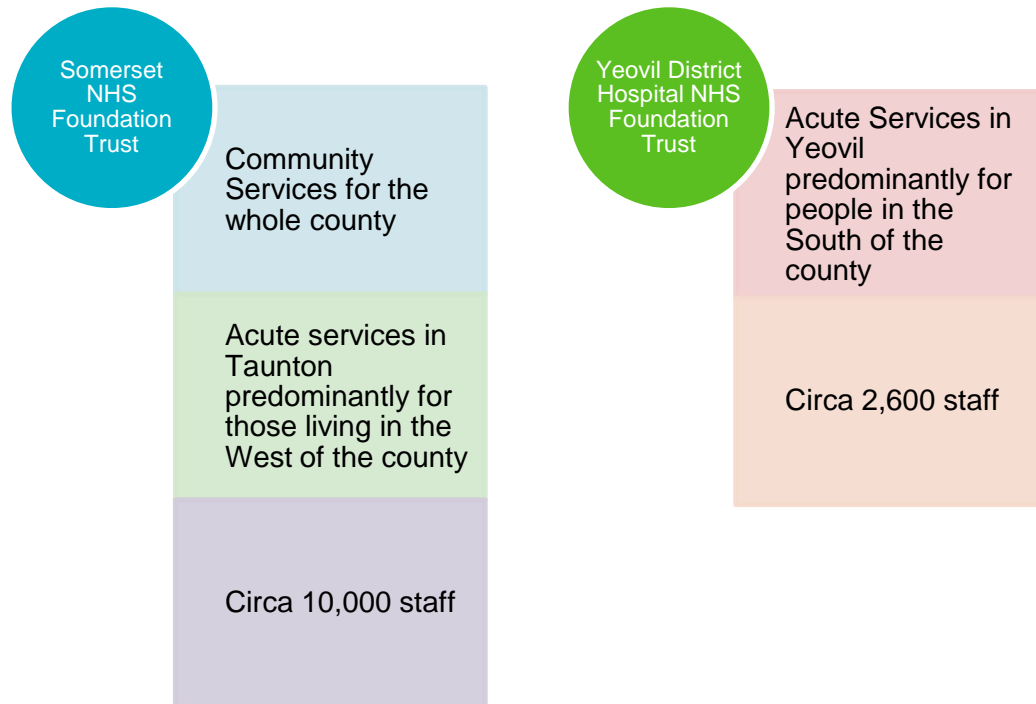 Somerset
NHS
Foundation
Trust
Community
Services for the
whole county
Acute services in
Taunton
predominantly for
those living in the
West of the county
Circa 10,000 staff
Yeovil District
Hospital NHS
Foundation
Trust
Acute Services in
Yeovil
predominantly for
people in the
South of the
county
Circa 2,600 staff